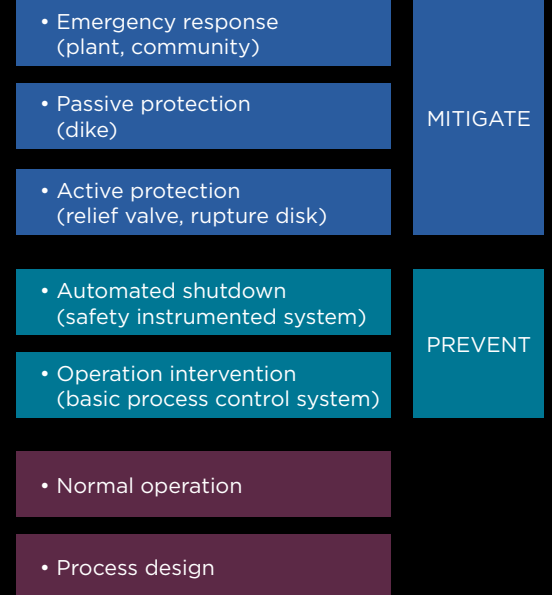 • Emergency response
(plant, community)
• Passive protection
(dike)
MITIGATE
• Active protection
(relief valve, rupture disk)
• Automated shutdown
(safety instrumented system)
PREVENT
• Operation intervention
(basic process control system)
• Normal operation
• Process design